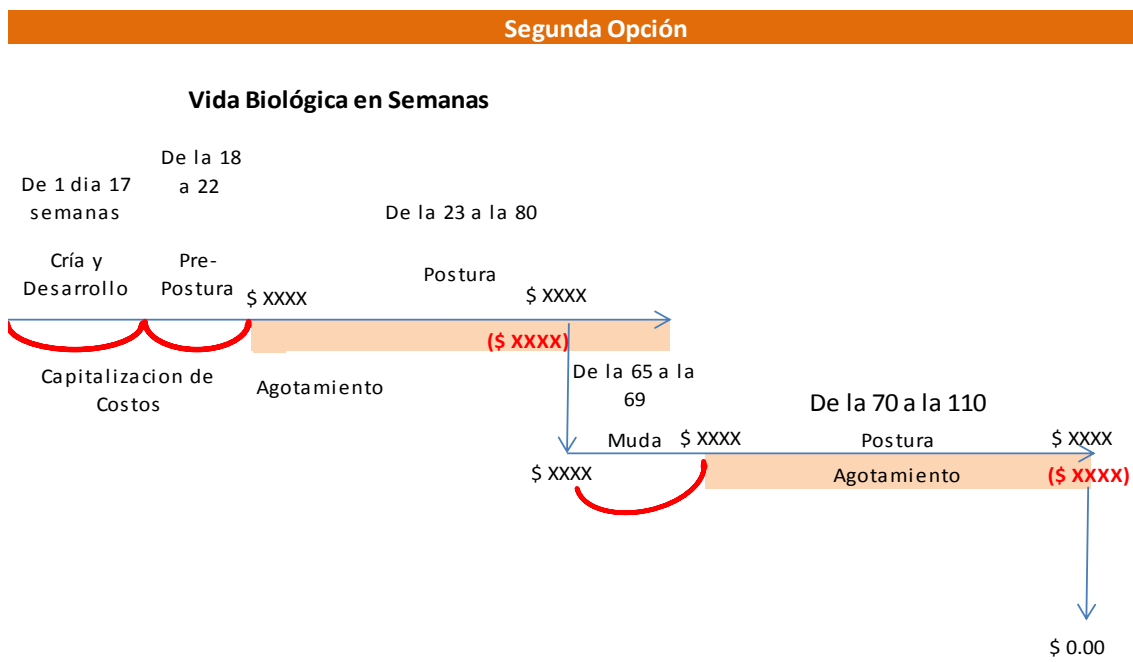 Segunda Opción
Vida Biológica en Semanas
De 1 dia 17
semanas
De la 18
a 22
De la 23 a la 80
Cría y
Desarrollo
Pre-
Postura
$ XXXX
Postura
$ XXXX
($ XXXX)
Capitalizacion de
Costos
Agotamiento
De la 65 a la
69
De la 70 a la 110
Muda
$ XXXX
Postura
$ XXXX
$ XXXX
Agotamiento
($ XXXX)
$ 0.00